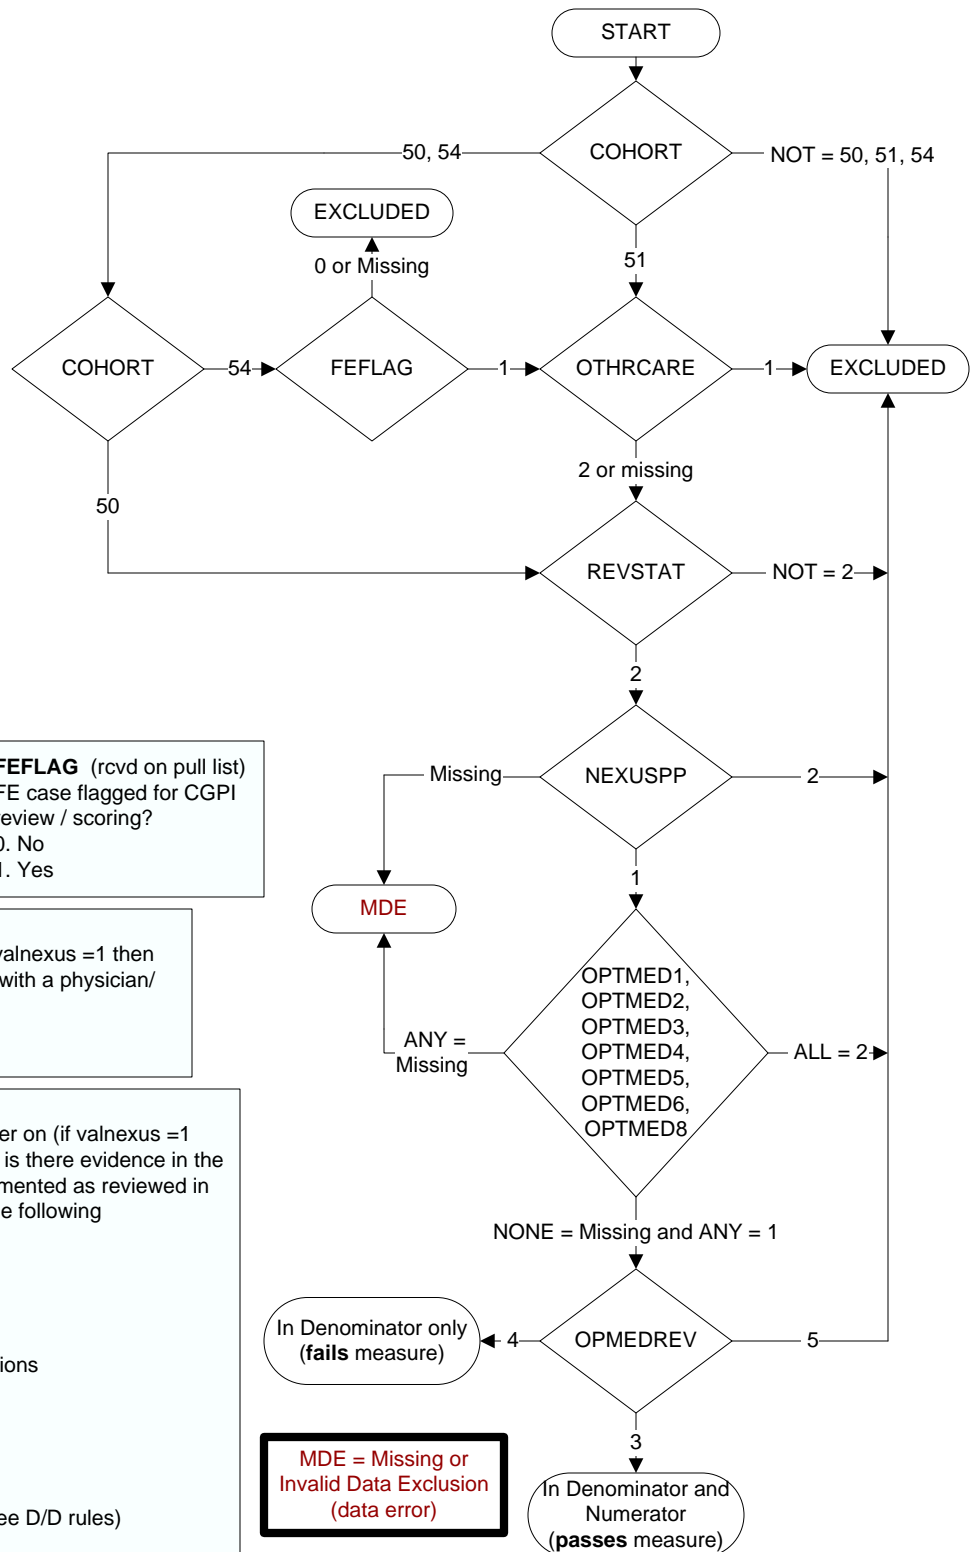 START
COHORT
50, 54
NOT = 50, 51, 54
EXCLUDED
0 or Missing
51
COHORT
54
FEFLAG
1
OTHRCARE
1
EXCLUDED
2 or missing
50
REVSTAT
NOT = 2
2
FEFLAG (rcvd on pull list)
FE case flagged for CGPI
review / scoring?
0. No
1. Yes
Missing
NEXUSPP
2
1
MDE
valnexus =1 then
with a physician/
ANY =
Missing
OPTMED1,
OPTMED2,
OPTMED3,
OPTMED4,
OPTMED5,
OPTMED6,
OPTMED8
ALL = 2
er on (if valnexus =1
is there evidence in the
mented as reviewed in
e following
ions
ee D/D rules)
NONE = Missing and ANY = 1
In Denominator only
(fails measure)
4
OPMEDREV
5
3
MDE = Missing or
Invalid Data Exclusion
(data error)
In Denominator and
Numerator
(passes measure)